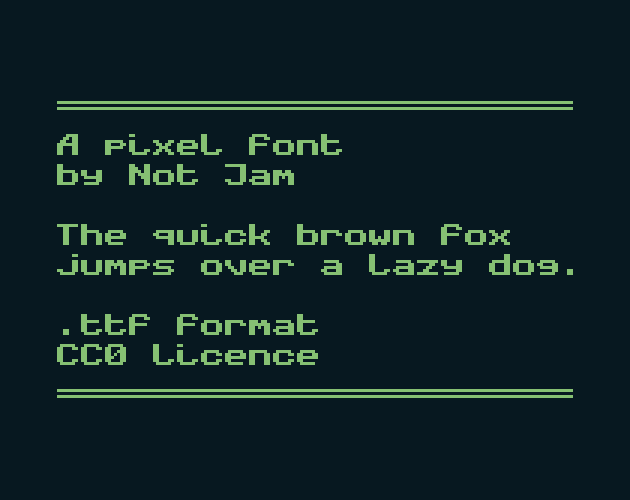 A pixel font
by Not Jam
The quick brown fox
jumps over a lazy dog.
.ttf format
CC0 Licence